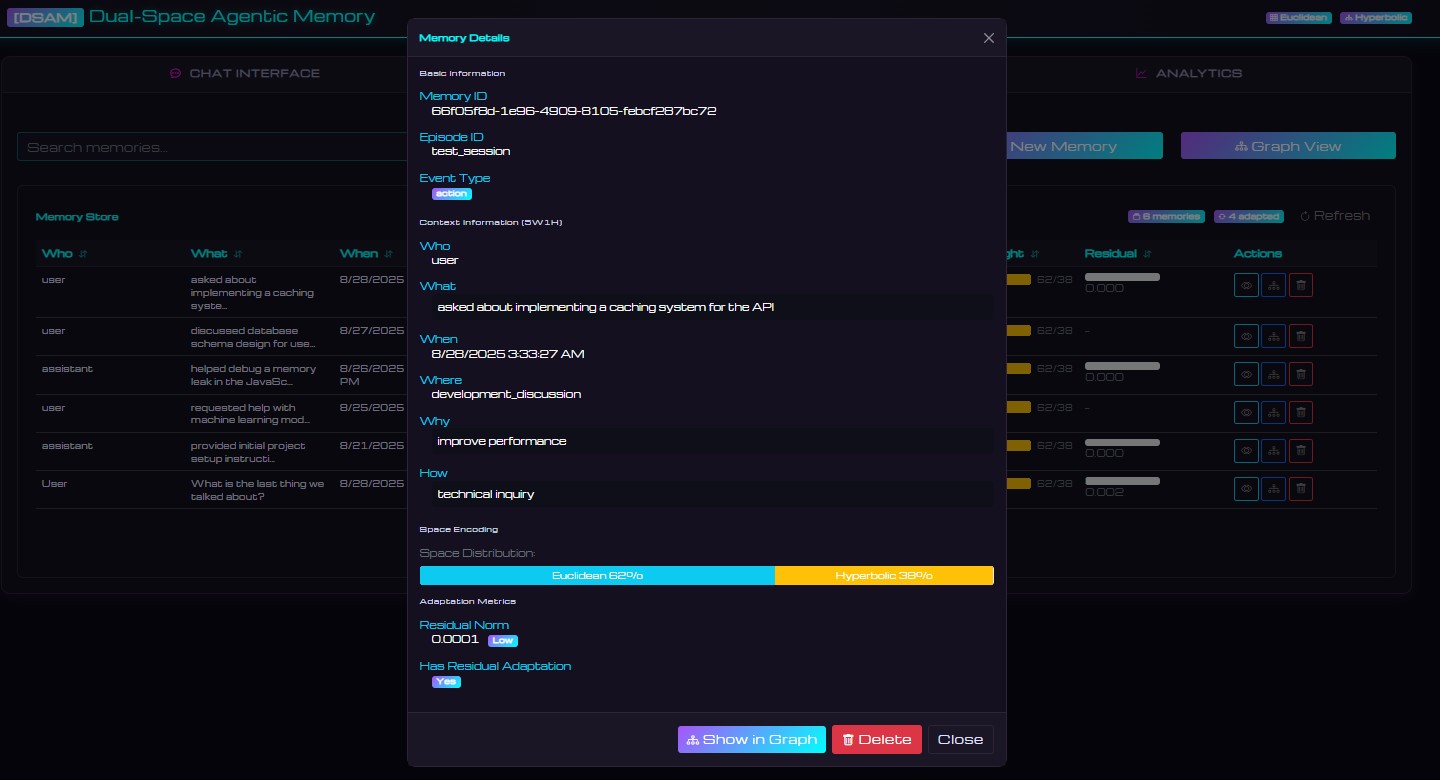 [DSAM] Dual-Space Agentic Memory
Euclidean
Hyperbolic
CHAT INTERFACE
ANALYTICS
Search memories...
New Memory
Graph View
Memory Store
6 memories
4 adapted
Refresh
Who What When
ght Residual Actions
user
asked about
implementing a caching
syste...
8/28/2025
62/38
0.000
user
discussed database
schema design for use...
8/27/2025
62/38
-
assistant
helped debug a memory
leak in the JavaSc...
8/26/2025
PM
62/38
0.000
user
requested help with
machine learning mod...
8/25/2025
62/38
-
assistant
provided initial project
setup instructi...
8/21/2025
62/38
0.000
User
What is the last thing we
talked about?
8/28/2025
62/38
0.002
Memory Details
Basic Information
Memory ID
66f05f8d-1e96-4909-8105-febcf287bc72
Episode ID
test_session
Event Type
action
Context Information (5W1H)
Who
user
What
asked about implementing a caching system for the API
When
8/28/2025 3:33:27 AM
Where
development_discussion
Why
improve performance
How
technical inquiry
Space Encoding
Space Distribution:
Euclidean 62%
Hyperbolic 38%
Adaptation Metrics
Residual Norm
0.0001 Low
Has Residual Adaptation
Yes
Show in Graph
Delete
Close